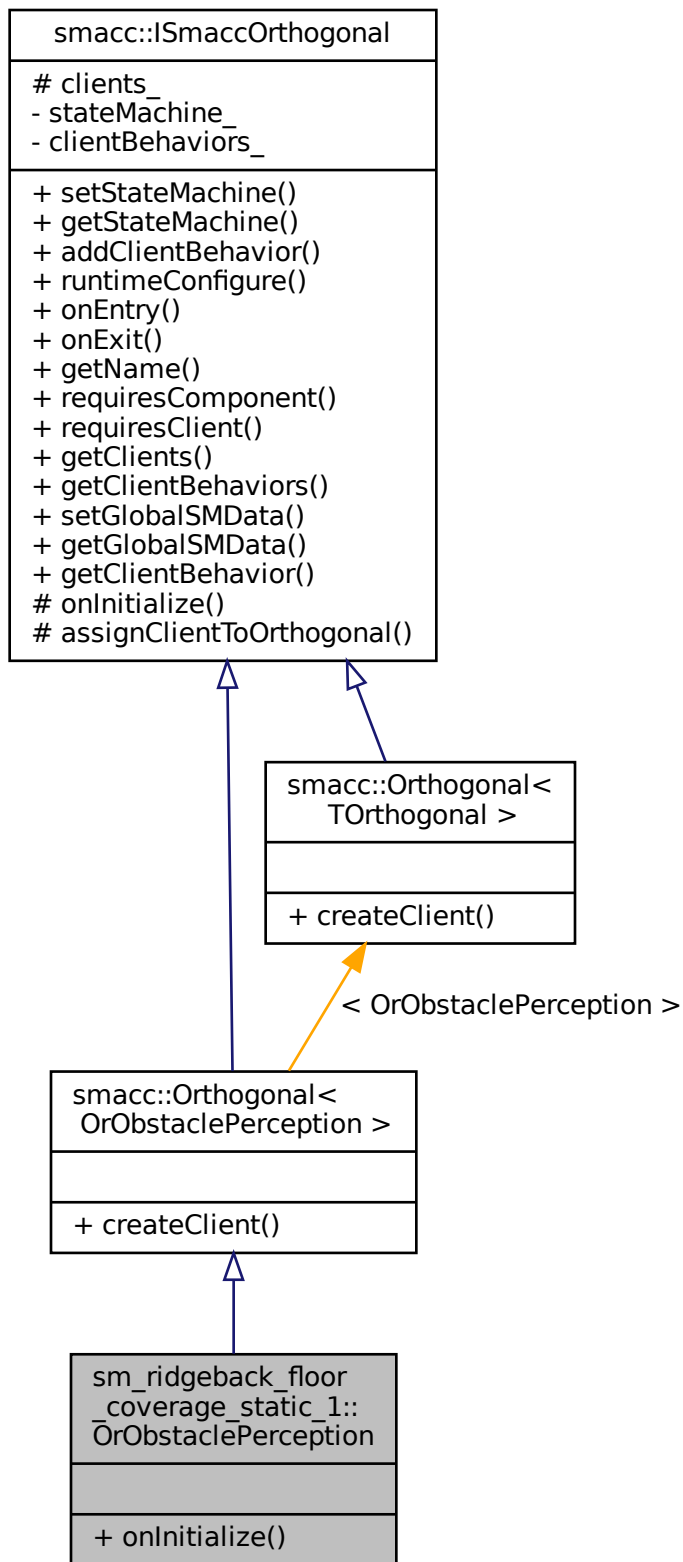 smacc::ISmaccOrthogonal
# clients_
- stateMachine_
- clientBehaviors_
+ setStateMachine()
+ getStateMachine()
+ addClientBehavior()
+ runtimeConfigure()
+ onEntry()
+ onExit()
+ getName()
+ requiresComponent()
+ requiresClient()
+ getClients()
+ getClientBehaviors()
+ setGlobalSMData()
+ getGlobalSMData()
+ getClientBehavior()
# onInitialize()
# assignClientToOrthogonal()
smacc::Orthogonal<
TOrthogonal >
+ createClient()
< OrObstaclePerception >
smacc::Orthogonal<
OrObstaclePerception >
+ createClient()
sm_ridgeback_floor
_coverage_static_1::
OrObstaclePerception
+ onInitialize()